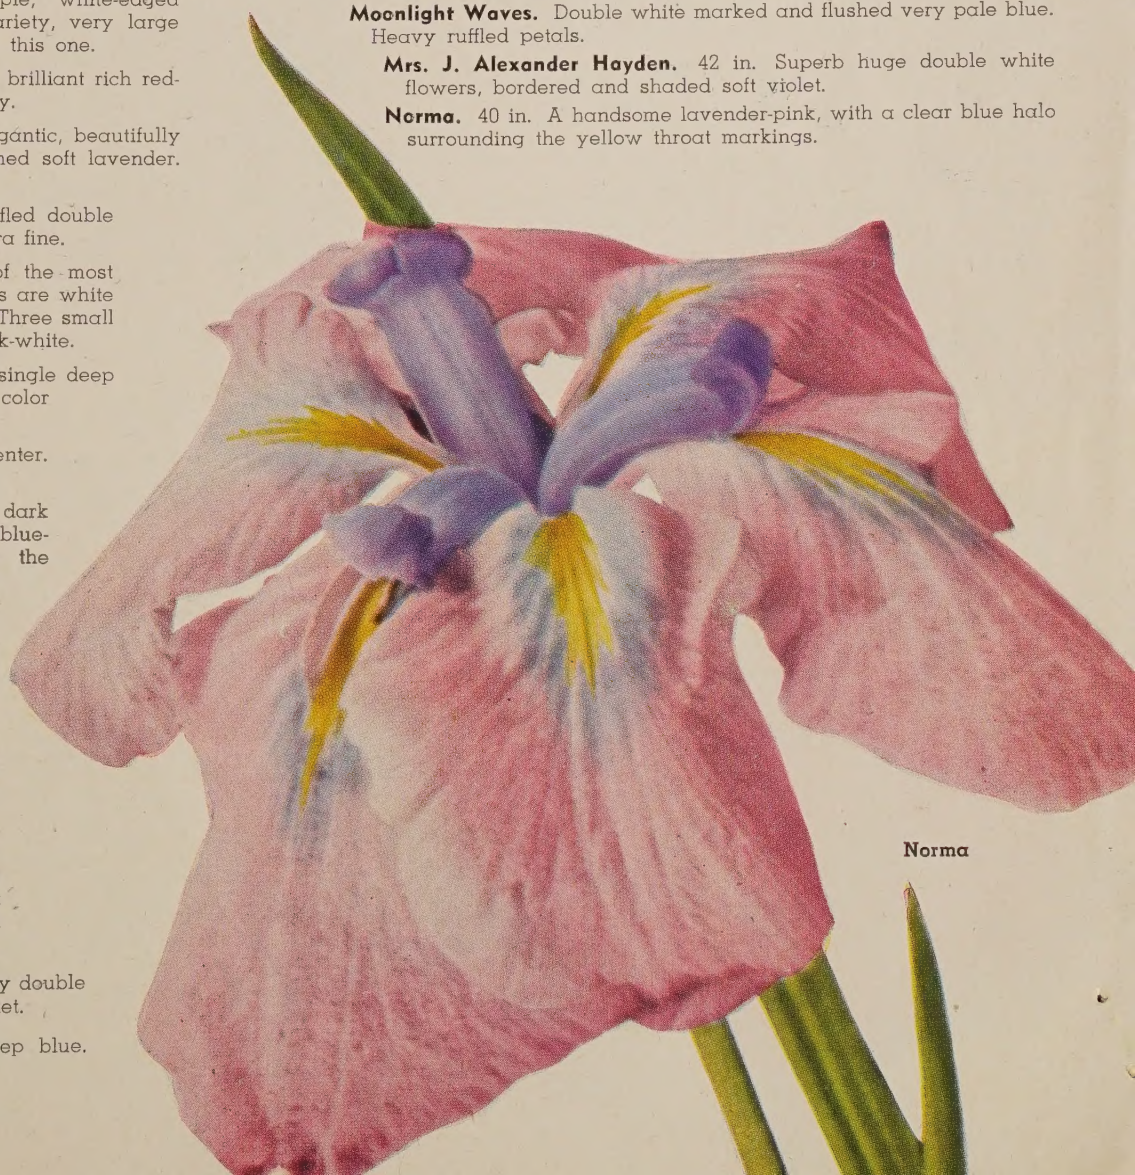 white-edged
ariety, very large
this one.
brilliant rich red-
y.
gantic, beautifully
ned soft lavender.
fled double
a fine.
of the most
s are white
Three small
k-white.
single deep
color
enter.
dark
blue-
the
y double
et.
ep blue.
Moonlight Waves. Double white marked and flushed very pale blue.
Heavy ruffled petals.
Mrs. J. Alexander Hayden. 42 in. Superb huge double white
flowers, bordered and shaded soft violet.
Norma. 40 in. A handsome lavender-pink, with a clear blue halo
surrounding the yellow throat markings.
Norma